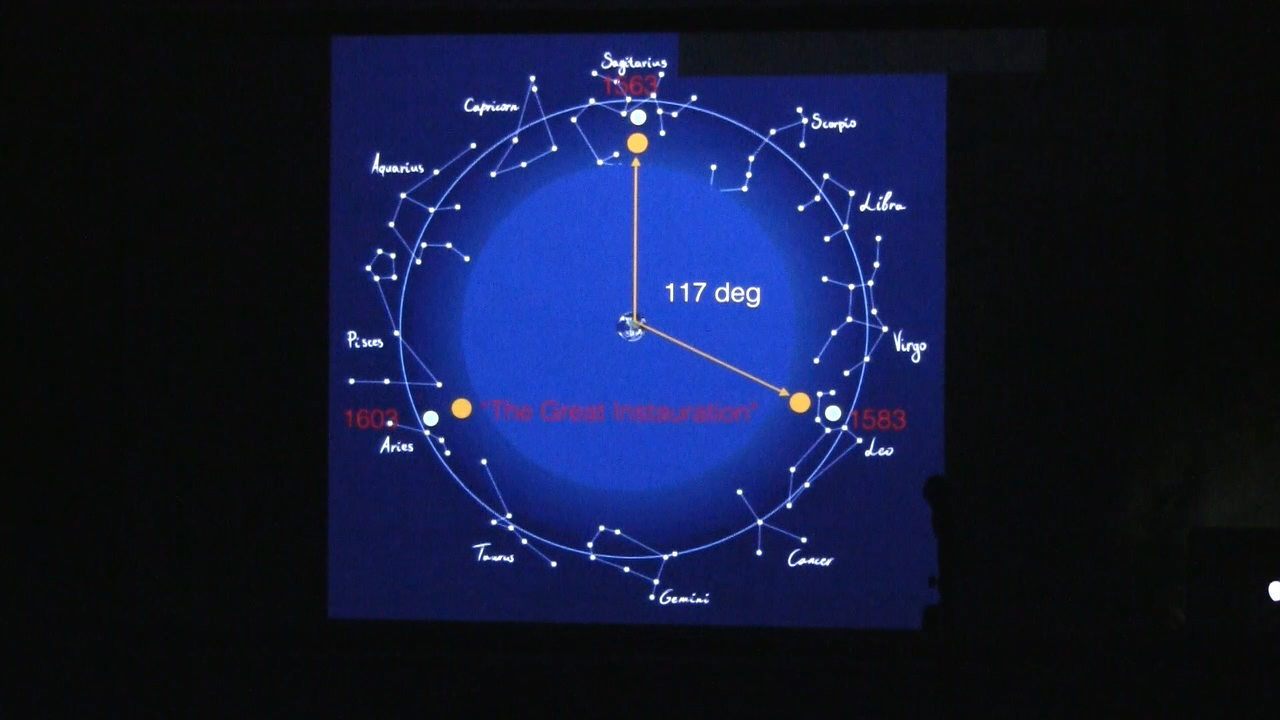 Sagitarius
1563
Capricorn
Scorpio
Aquarius
Libra
117 deg
Pisces
Virgo
1603
"The Great Instauration"
1583
Aries
Leo
Taurus
Cancer
Gemini